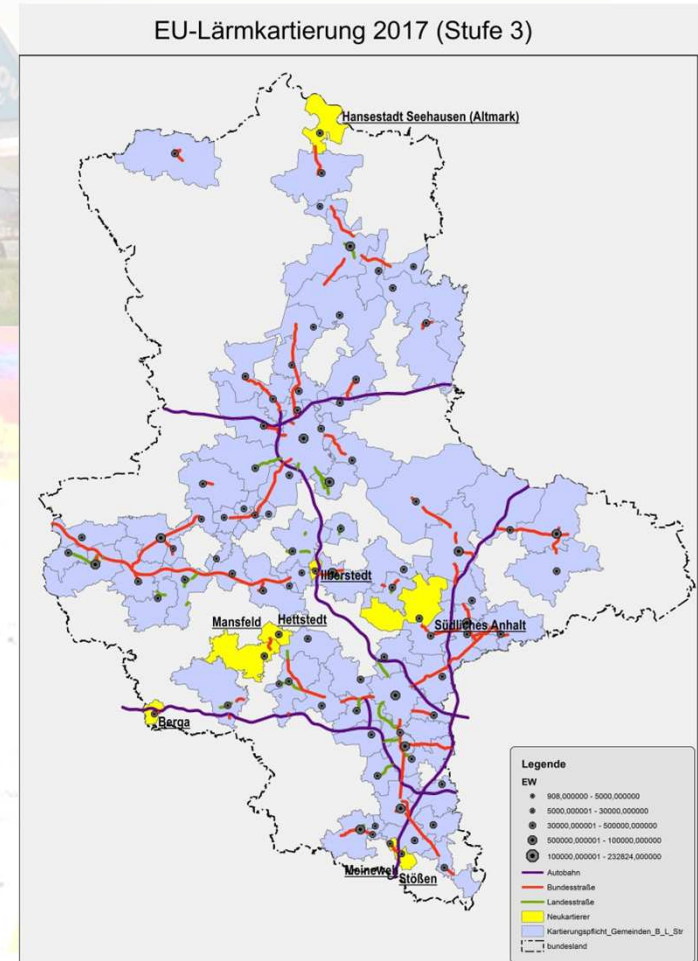 EU-Lärmkartierung 2017 (Stufe 3)
Hansestadt Seehausen (Altmark)
Ilberstedt
Südliches Anhalt
Mansfeld
Hettstedt
Berga
Stößen
Legende
EW
908,000000 - 5000,000000
5000,000001 - 30000,000000
30000,000001 - 500000,000000
500000,000001 - 100000,000000
100000,000001 - 232824,000000
Autobahn
Bundesstraße
Landesstraße
Neukartierer
Kartierungspflicht_Gemeinden_B_L_Str
bundesland